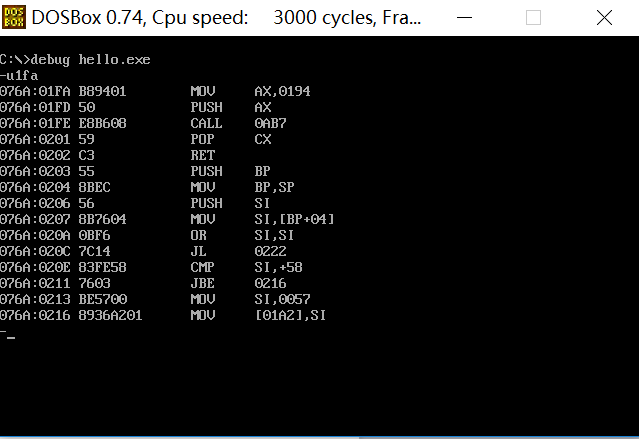 DOS
BOX
DOSBox 0.74, Cpu speed: 3000 cycles, Fra...
C:\>debug hello.exe
-u1fa
076A:01FA B89401 MOV AX,0194
076A:01FD 50 PUSH AX
076A:01FE E8B608 CALL 0AB7
076A:0201 59 POP CX
076A:0202 C3 RET
076A:0203 55 PUSH BP
076A:0204 8BEC MOV BP,SP
076A:0206 56 PUSH SI
076A:0207 8B7604 MOV SI,[BP+04]
076A:020A 0BF6 OR SI,SI
076A:020C 7C14 JL 0222
076A:020E 83FE58 CMP SI,+58
076A:0211 7603 JBE 0216
076A:0213 BE5700 MOV SI,0057
076A:0216 8936A201 MOV [01A2],SI
-_